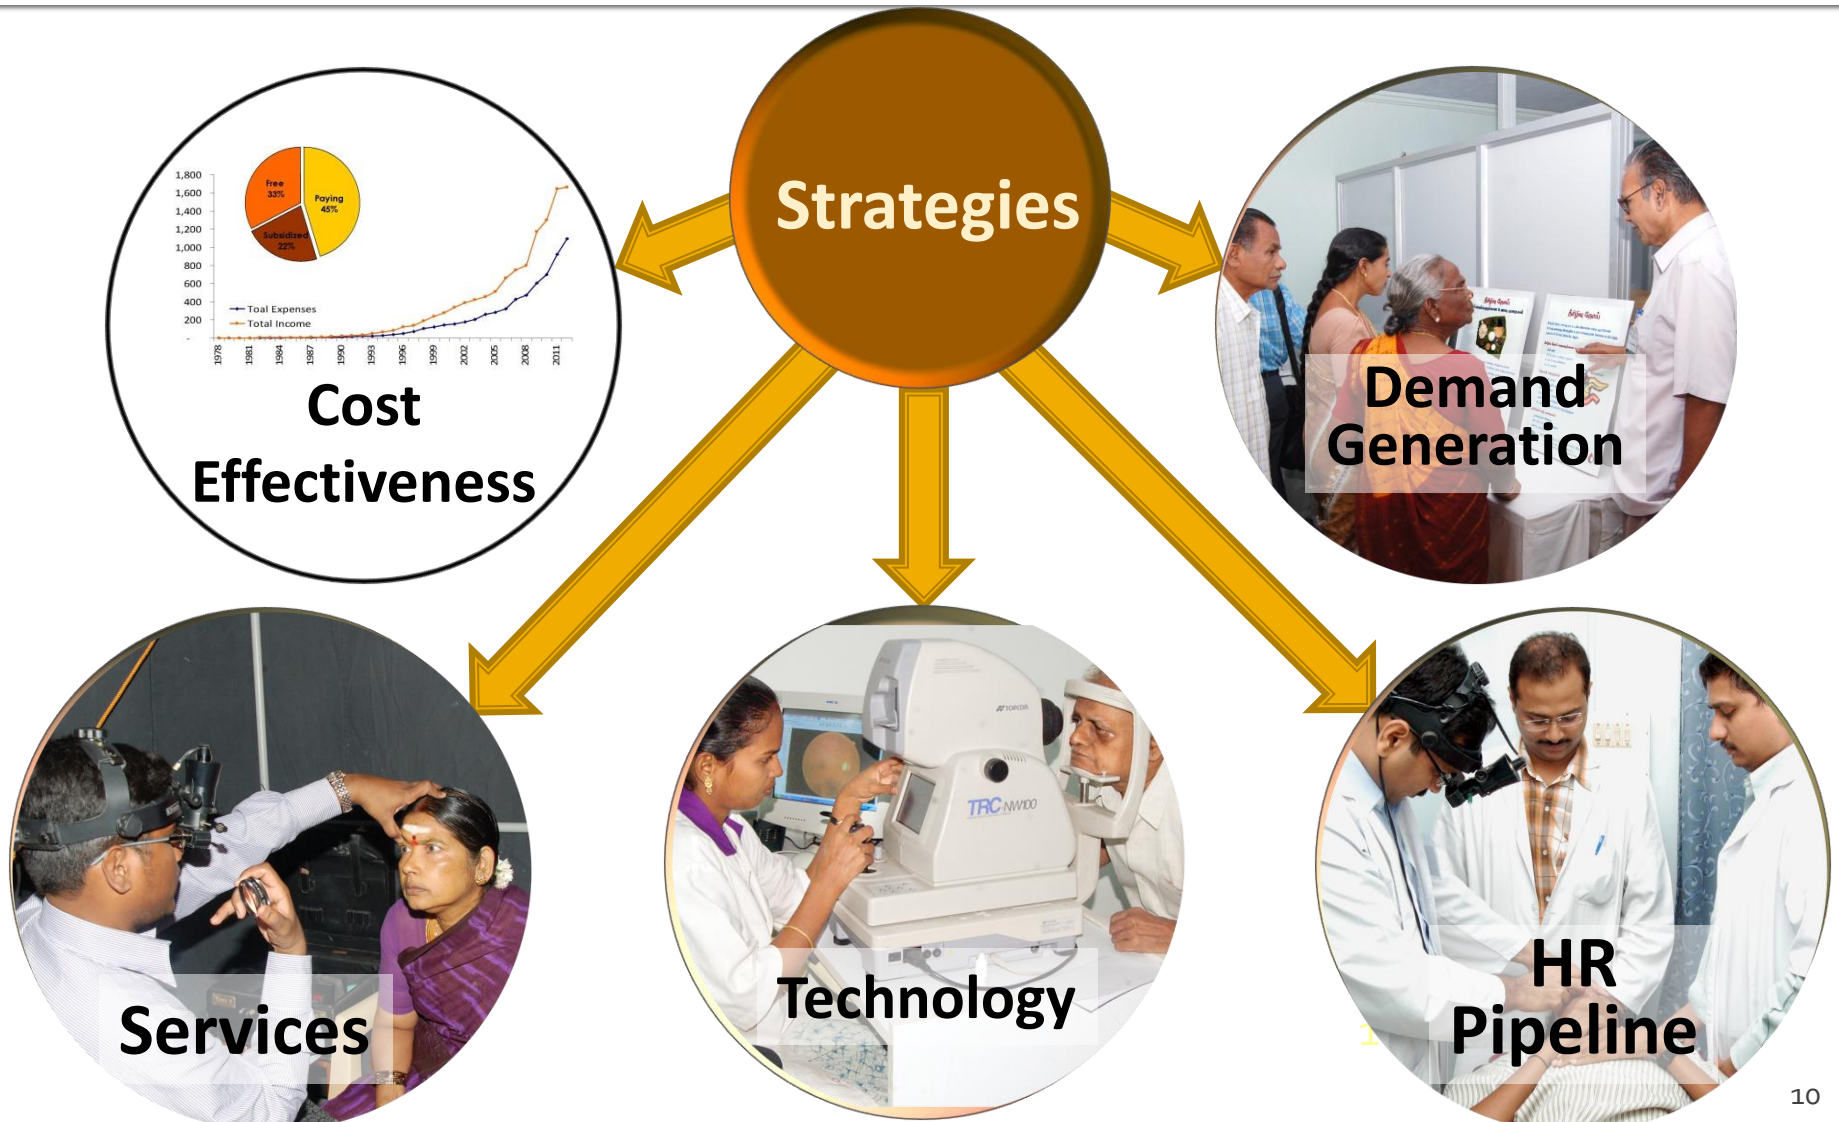 Strategies
1,800
1,600
1,400
1,200
1,000
800
600
400
200
-
Free
33%
Paying
45%
Subsidized
22%
Toal Expenses
Total Income
1978
1981
1984
1987
1990
1993
1996
1999
2002
2005
2008
2011
Cost
Effectiveness
நீரிழிவு நோய்
Demand
Generation
Services
TOPCON
TRC-NW100
Technology
HR
Pipeline
1
10